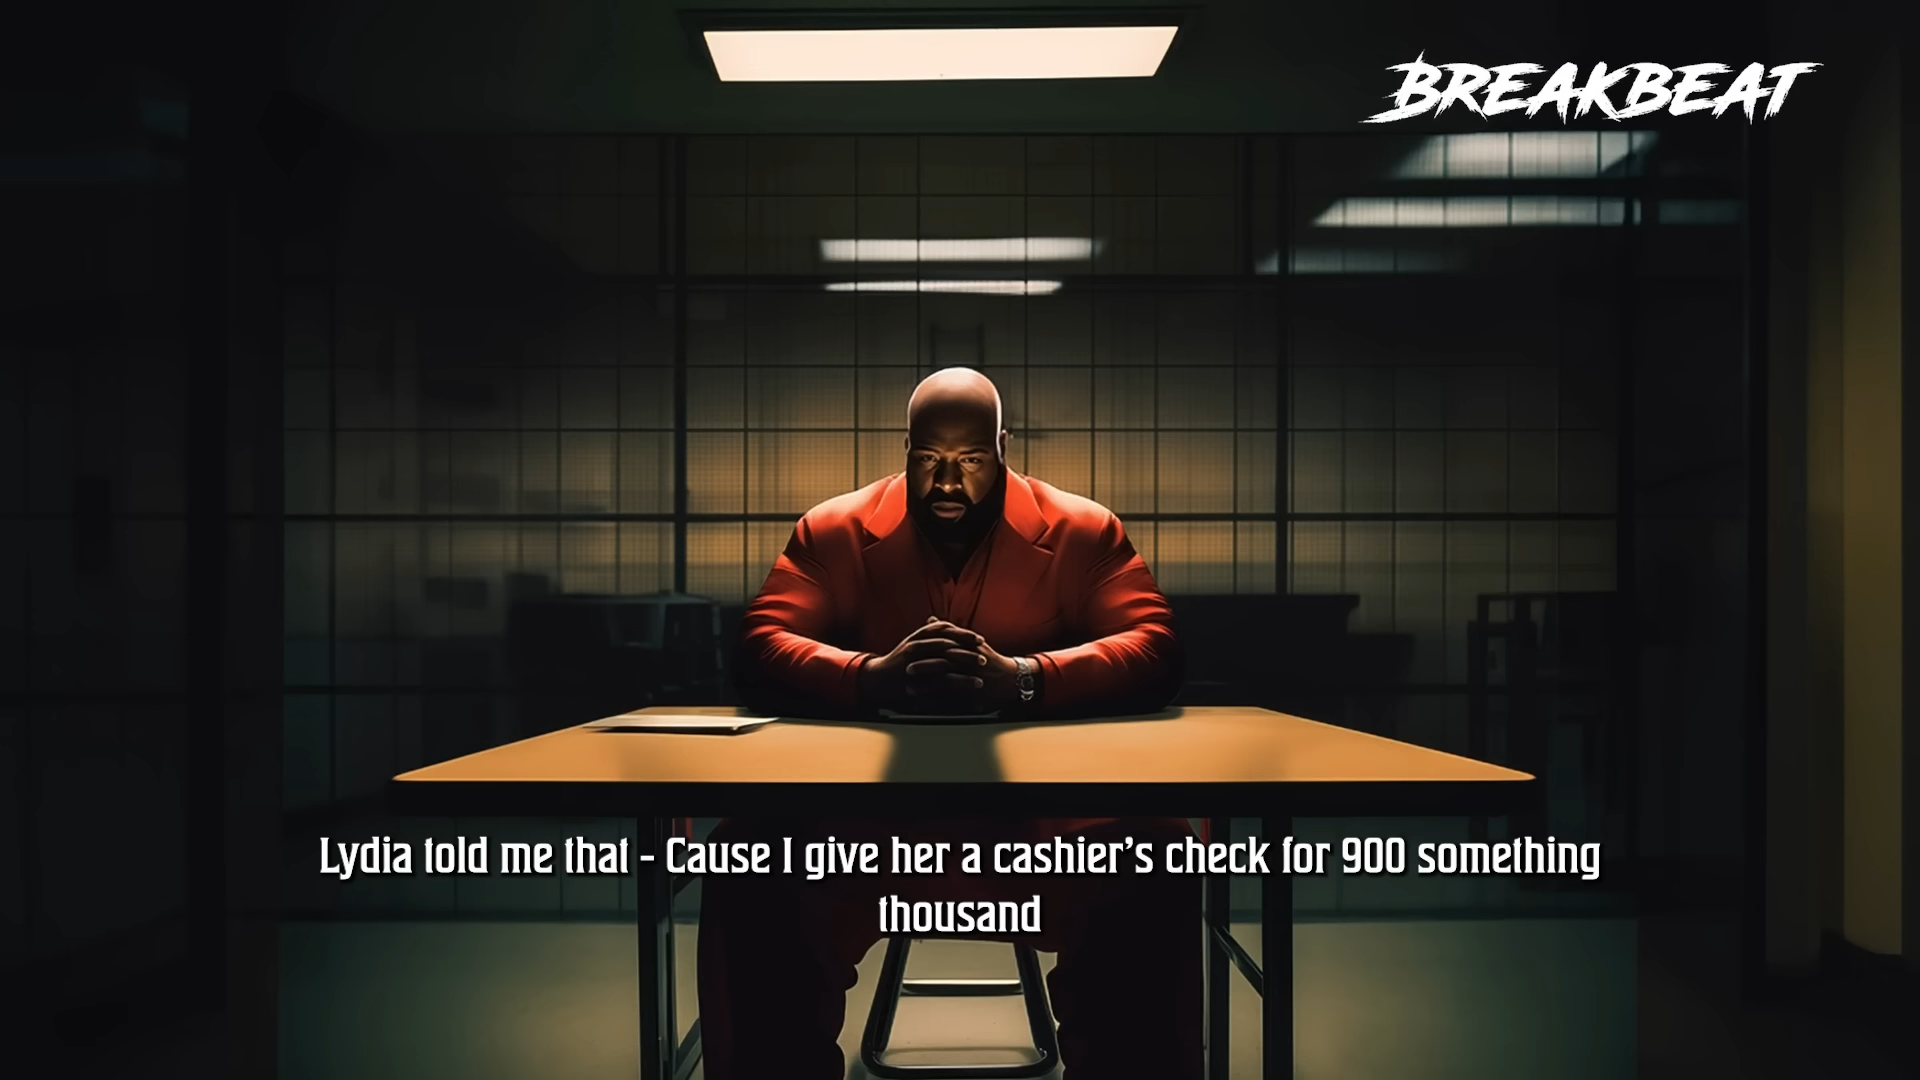 BREAKBEAT
Lydia told me that - Cause I give her a cashier's check for 900 something
thousand